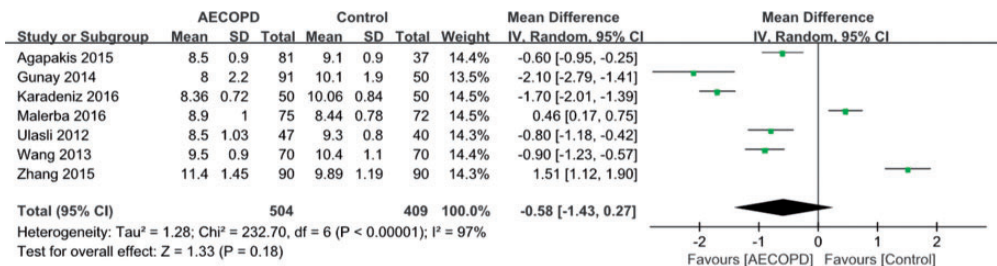 AECOPD Control Mean Difference Mean Difference
Study or Subgroup Mean SD Total Mean SD Total Weight IV, Random, 95% CI IV, Random, 95% CI
Agapakis 2015 8.5 0.9 81 9.1 0.9 37 14.4% -0.60 [-0.95, -0.25]
Gunay 2014 8 2.2 91 10.1 1.9 50 13.5% -2.10 [-2.79, -1.41]
Karadeniz 2016 8.36 0.72 50 10.06 0.84 50 14.5% -1.70 [-2.01, -1.39]
Malerba 2016 8.9 1 75 8.44 0.78 72 14.5% 0.46 [0.17, 0.75]
Ulasli 2012 8.5 1.03 47 9.3 0.8 40 14.4% -0.80 [-1.18, -0.42]
Wang 2013 9.5 0.9 70 10.4 1.1 70 14.4% -0.90 [-1.23, -0.57]
Zhang 2015 11.4 1.45 90 9.89 1.19 90 14.3% 1.51 [1.12, 1.90]
Total (95% CI) 504 409 100.0% -0.58 [-1.43, 0.27]
Heterogeneity: Tau² = 1.28; Chi² = 232.70, df = 6 (P < 0.00001); I² = 97%
Test for overall effect: Z = 1.33 (P = 0.18)
-2 -1 0 1 2
Favours [AECOPD] Favours [Control]